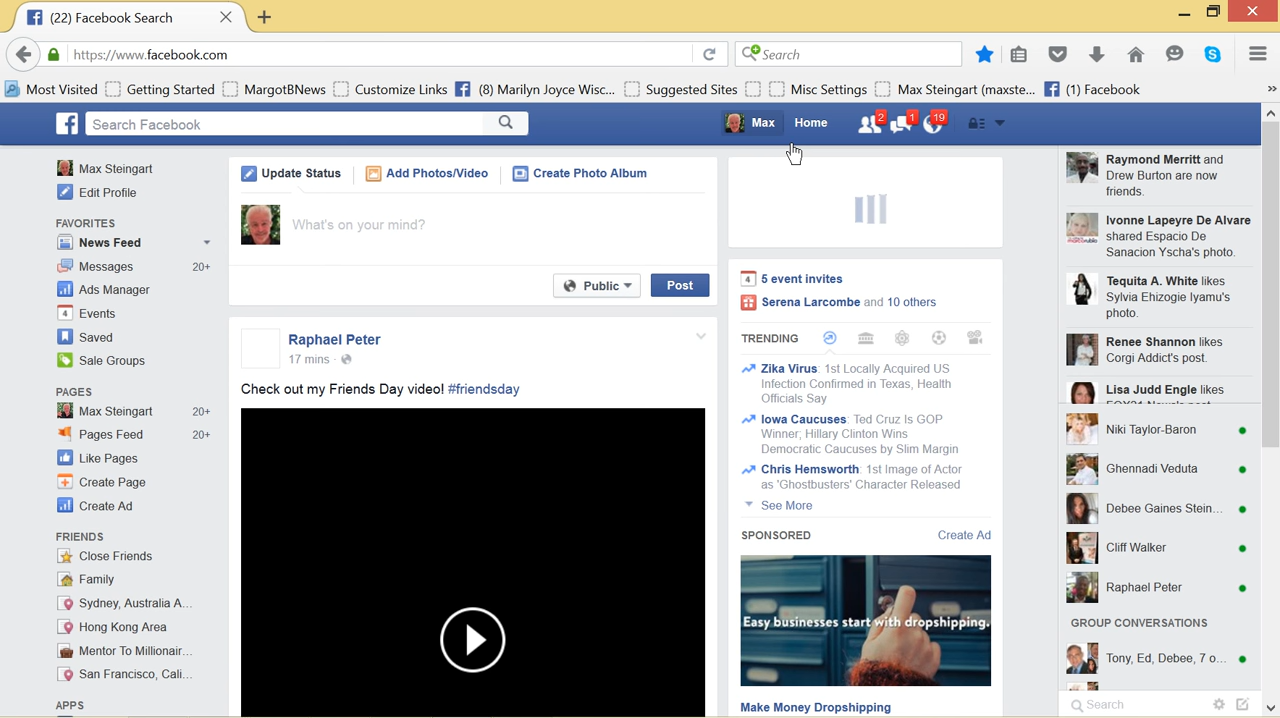 (22) Facebook Search
https://www.facebook.com
Search
Most Visited
Getting Started
MargotBNews
Customize Links
(8) Marilyn Joyce Wisc...
Suggested Sites
Misc Settings
Max Steingart (maxste...
(1) Facebook
Search Facebook
Max
Home
2
1
19
Max Steingart
Edit Profile
FAVORITES
News Feed
Messages 20+
Ads Manager
4 Events
Saved
Sale Groups
PAGES
Max Steingart 20+
Pages Feed 20+
Like Pages
Create Page
Create Ad
FRIENDS
Close Friends
Family
Sydney, Australia A...
Hong Kong Area
Mentor To Millionair...
San Francisco, Cali...
APPS
Update Status
Add Photos/Video
Create Photo Album
What's on your mind?
Public
Post
Raphael Peter
17 mins
Check out my Friends Day video! #friendsday
4 5 event invites
Serena Larcombe and 10 others
TRENDING
Zika Virus: 1st Locally Acquired US
Infection Confirmed in Texas, Health
Officials Say
Iowa Caucuses: Ted Cruz Is GOP
Winner; Hillary Clinton Wins
Democratic Caucuses by Slim Margin
Chris Hemsworth: 1st Image of Actor
as 'Ghostbusters' Character Released
See More
SPONSORED
Create Ad
Easy businesses start with dropshipping.
Make Money Dropshipping
Raymond Merritt and
Drew Burton are now
friends.
Ivonne Lapeyre De Alvare
shared Espacio De
Sanacion Yscha's photo.
Tequita A. White likes
Sylvia Ehizogie Iyamu's
photo.
Renee Shannon likes
Corgi Addict's post.
Lisa Judd Engle likes
Niki Taylor-Baron
Ghennadi Veduta
Debee Gaines Stein...
Cliff Walker
Raphael Peter
GROUP CONVERSATIONS
Tony, Ed, Debee, 7 o...
Search